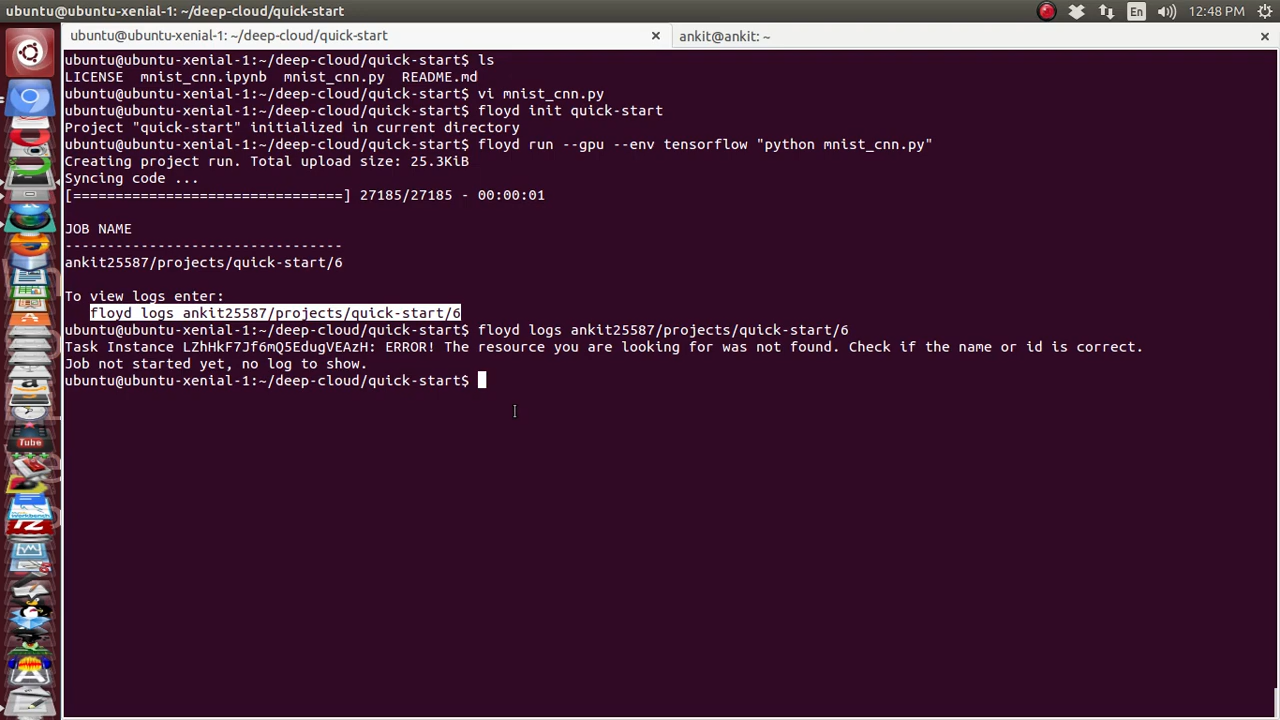 ubuntu@ubuntu-xenial-1: ~/deep-cloud/quick-start
En
12:48 PM
ubuntu@ubuntu-xenial-1: ~/deep-cloud/quick-start
ankit@ankit: ~
ubuntu@ubuntu-xenial-1:~/deep-cloud/quick-start$ ls
LICENSE  mnist_cnn.ipynb  mnist_cnn.py  README.md
ubuntu@ubuntu-xenial-1:~/deep-cloud/quick-start$ vi mnist_cnn.py
ubuntu@ubuntu-xenial-1:~/deep-cloud/quick-start$ floyd init quick-start
Project "quick-start" initialized in current directory
ubuntu@ubuntu-xenial-1:~/deep-cloud/quick-start$ floyd run --gpu --env tensorflow "python mnist_cnn.py"
Creating project run. Total upload size: 25.3KiB
Syncing code ...
[================================] 27185/27185 - 00:00:01
JOB NAME
---------------------------------
ankit25587/projects/quick-start/6
To view logs enter:
floyd logs ankit25587/projects/quick-start/6
ubuntu@ubuntu-xenial-1:~/deep-cloud/quick-start$ floyd logs ankit25587/projects/quick-start/6
Task Instance LZhHkF7Jf6mQ5EdugVEAzH: ERROR! The resource you are looking for was not found. Check if the name or id is correct.
Job not started yet, no log to show.
ubuntu@ubuntu-xenial-1:~/deep-cloud/quick-start$
Tube